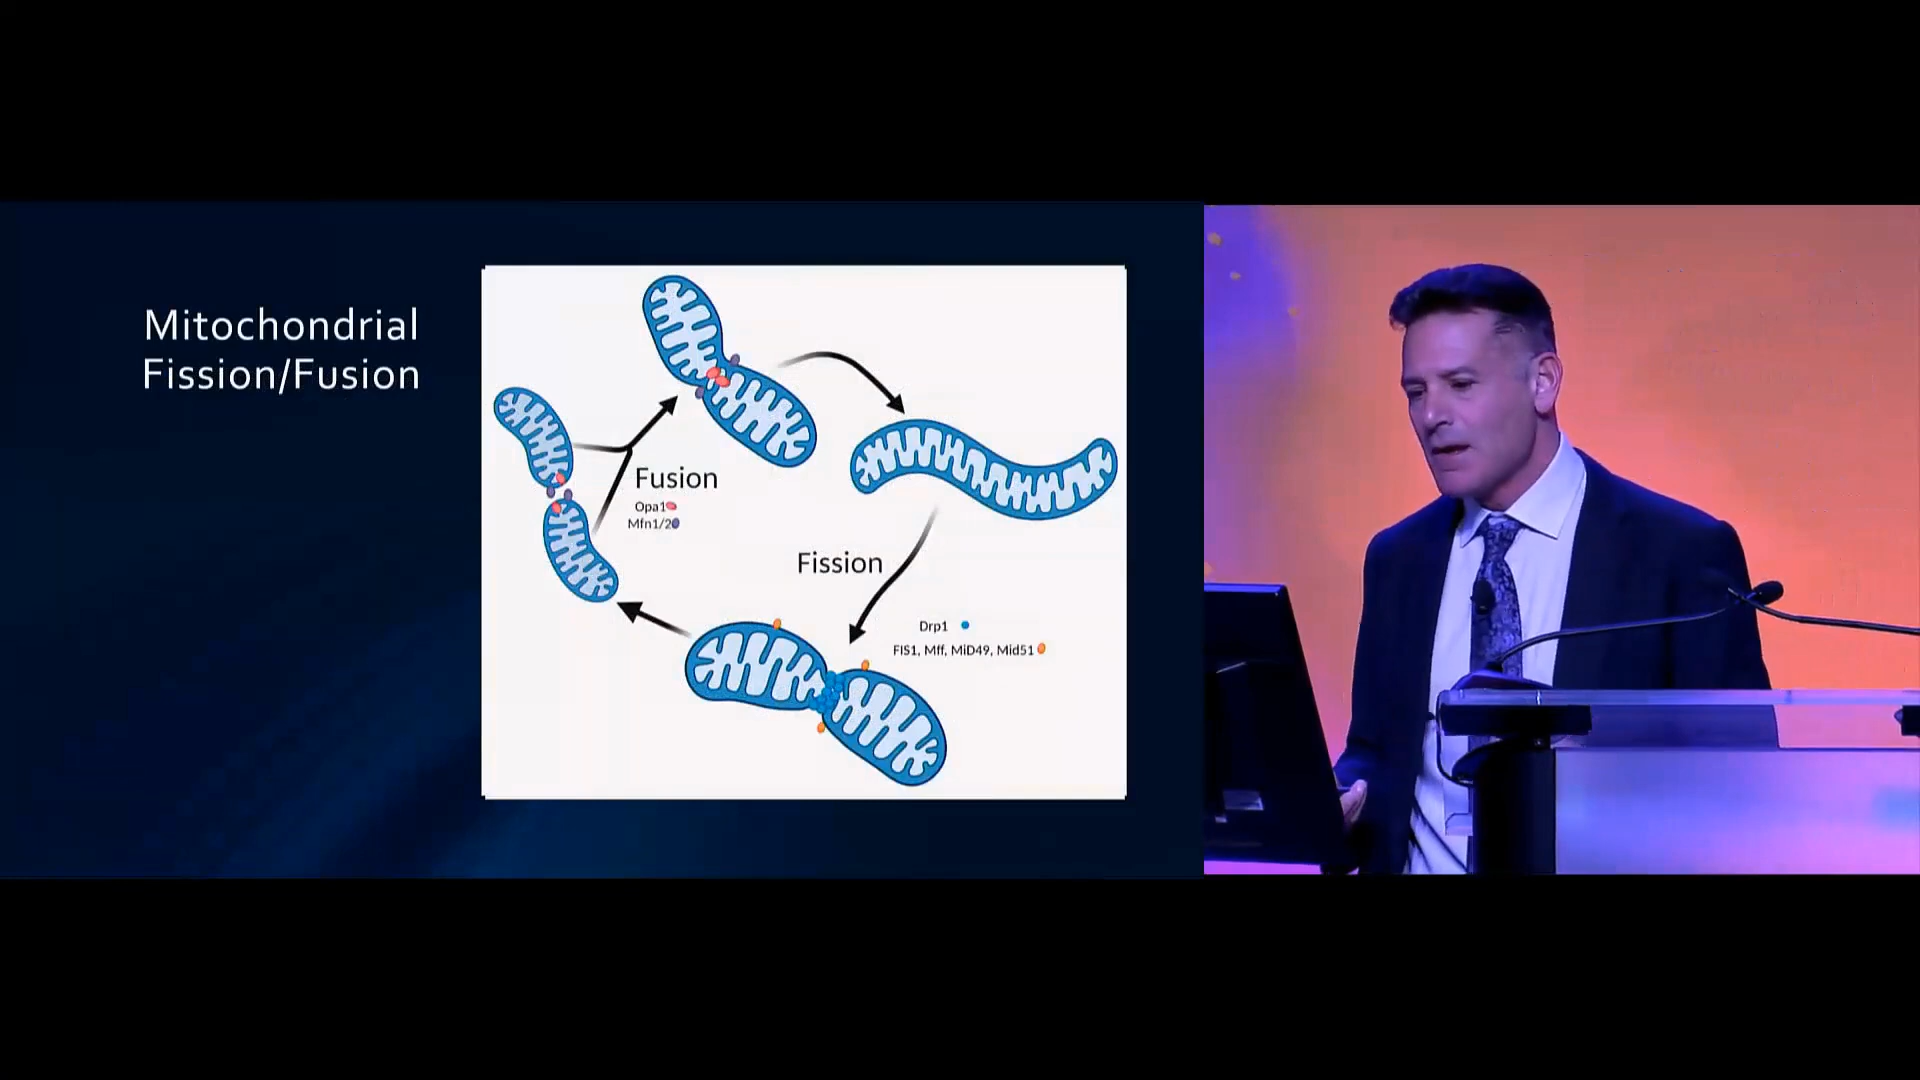 Mitochondrial
Fission/Fusion
Fusion
Opa1
Mfn1/2
Fission
Drp1
FIS1, Mff, MiD49, Mid51